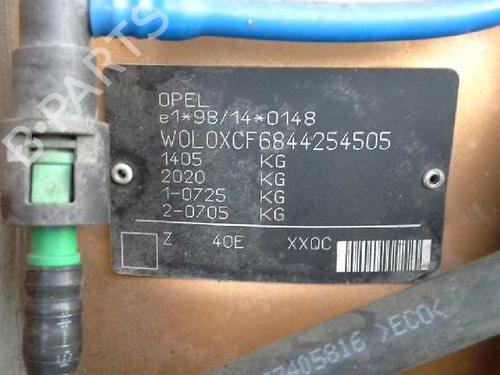 B-PARTS
OPEL
e1*98/14*0148
W0L0XCF6844254505
1405 KG
2020 KG
1-0725 KG
2-0705 KG
Z 40E XXQC
7405816 >ECO<